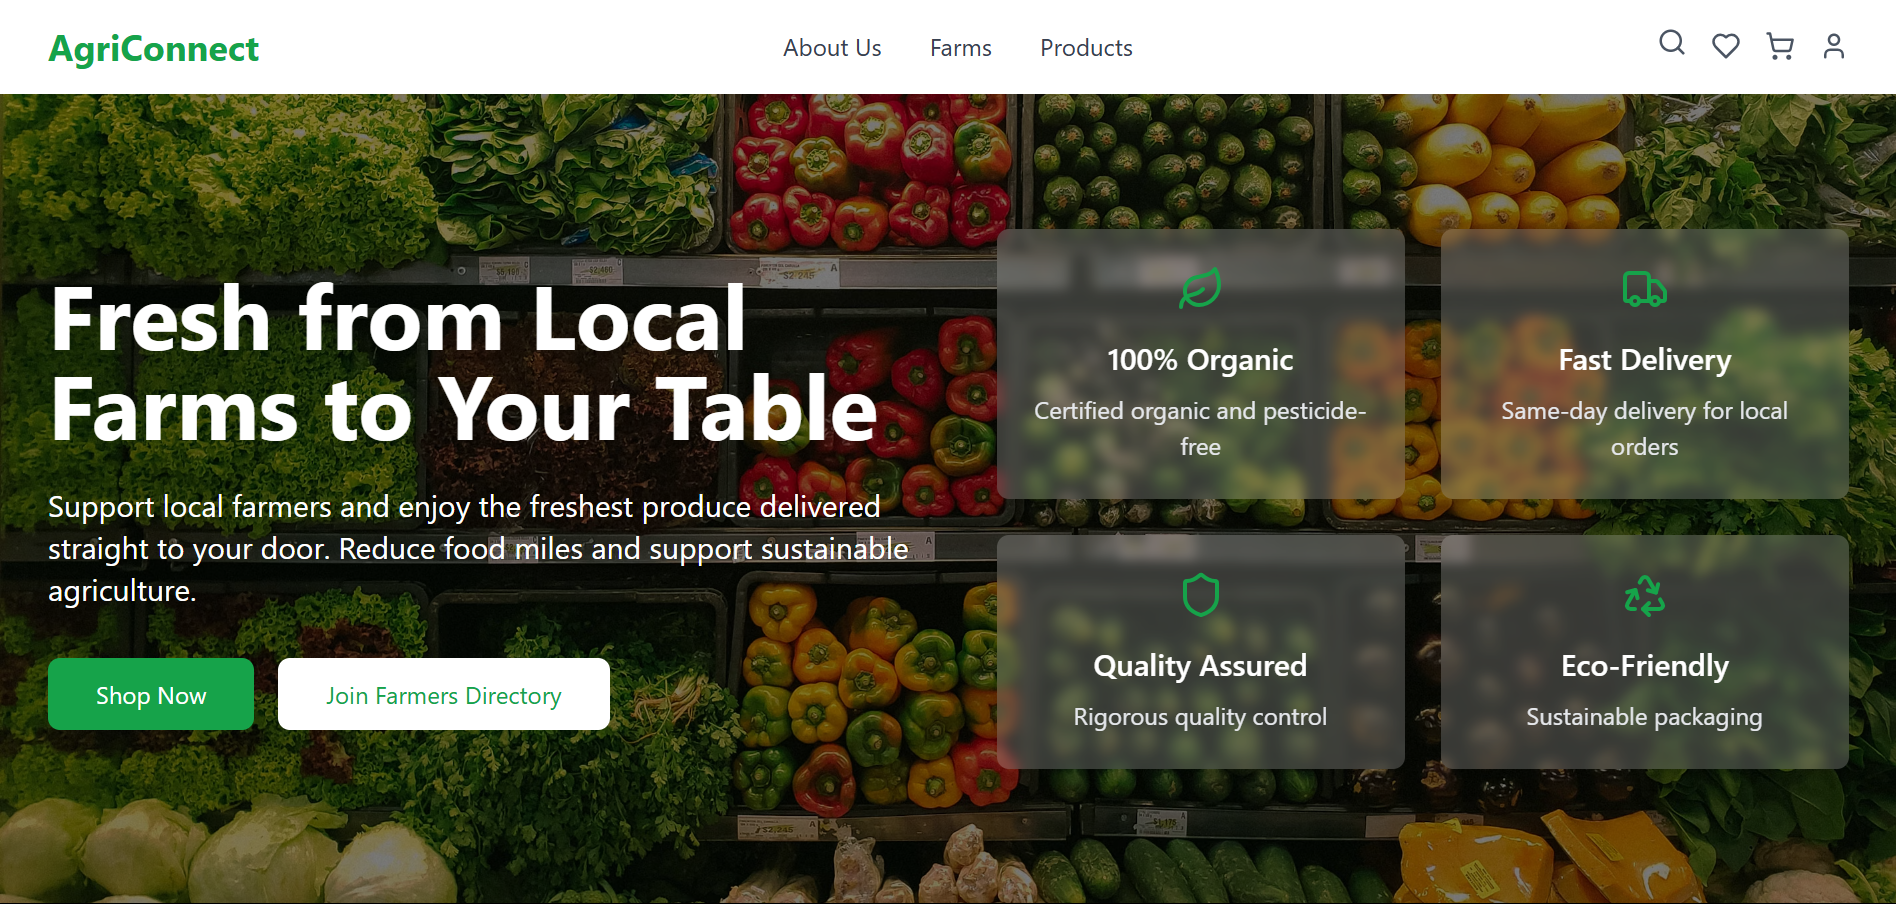 AgriConnect
About Us
Farms
Products
Fresh from Local
Farms to Your Table
Support local farmers and enjoy the freshest produce delivered
straight to your door. Reduce food miles and support sustainable
agriculture.
Shop Now
Join Farmers Directory
100% Organic
Certified organic and pesticide-
free
Fast Delivery
Same-day delivery for local
orders
Quality Assured
Rigorous quality control
Eco-Friendly
Sustainable packaging